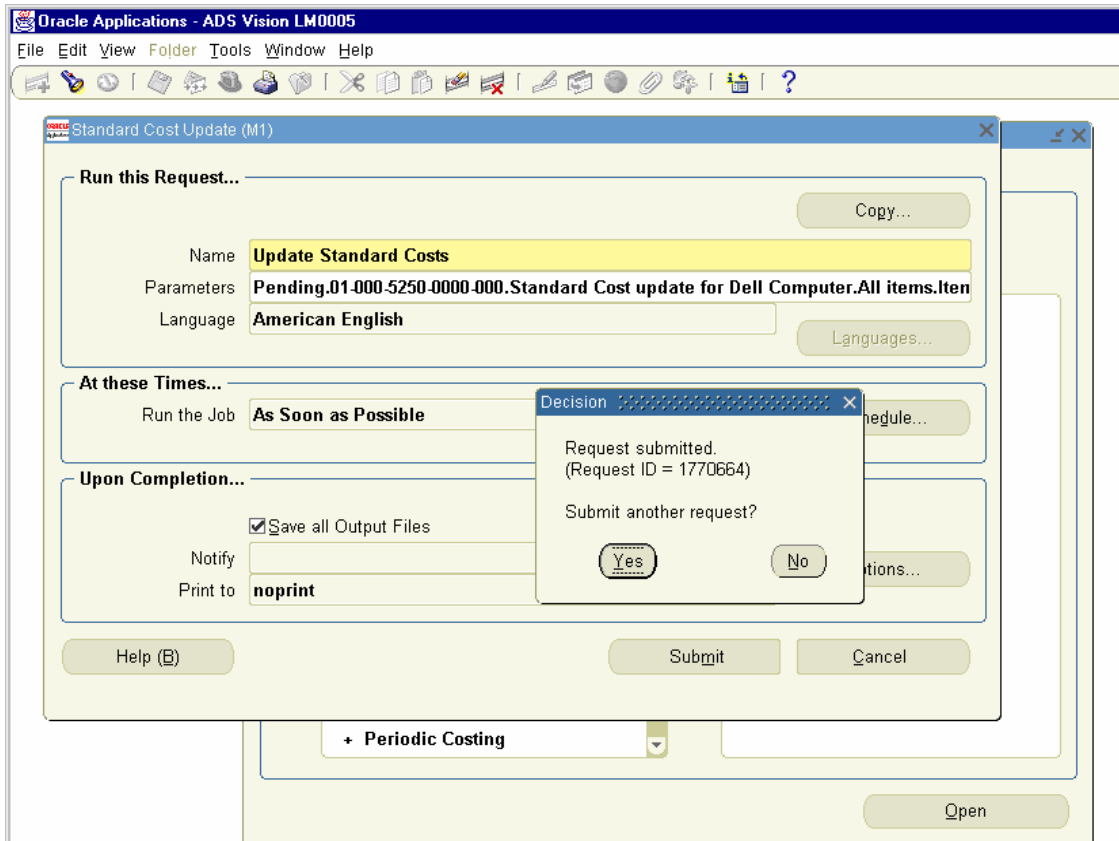 Oracle Applications - ADS Vision LM0005
File Edit View Folder Tools Window Help
ORACLE
Standard Cost Update (M1)
Run this Request...
Copy...
Name Update Standard Costs
Parameters Pending.01-000-5250-0000-000.Standard Cost update for Dell Computer.All items.Iten
Language American English
Languages...
At these Times...
Run the Job As Soon as Possible
hedule...
Decision
Request submitted.
(Request ID = 1770664)
Submit another request?
Yes No
Upon Completion...
Save all Output Files
Notify
tions...
Print to noprint
Help (B) Submit Cancel
+ Periodic Costing
Open